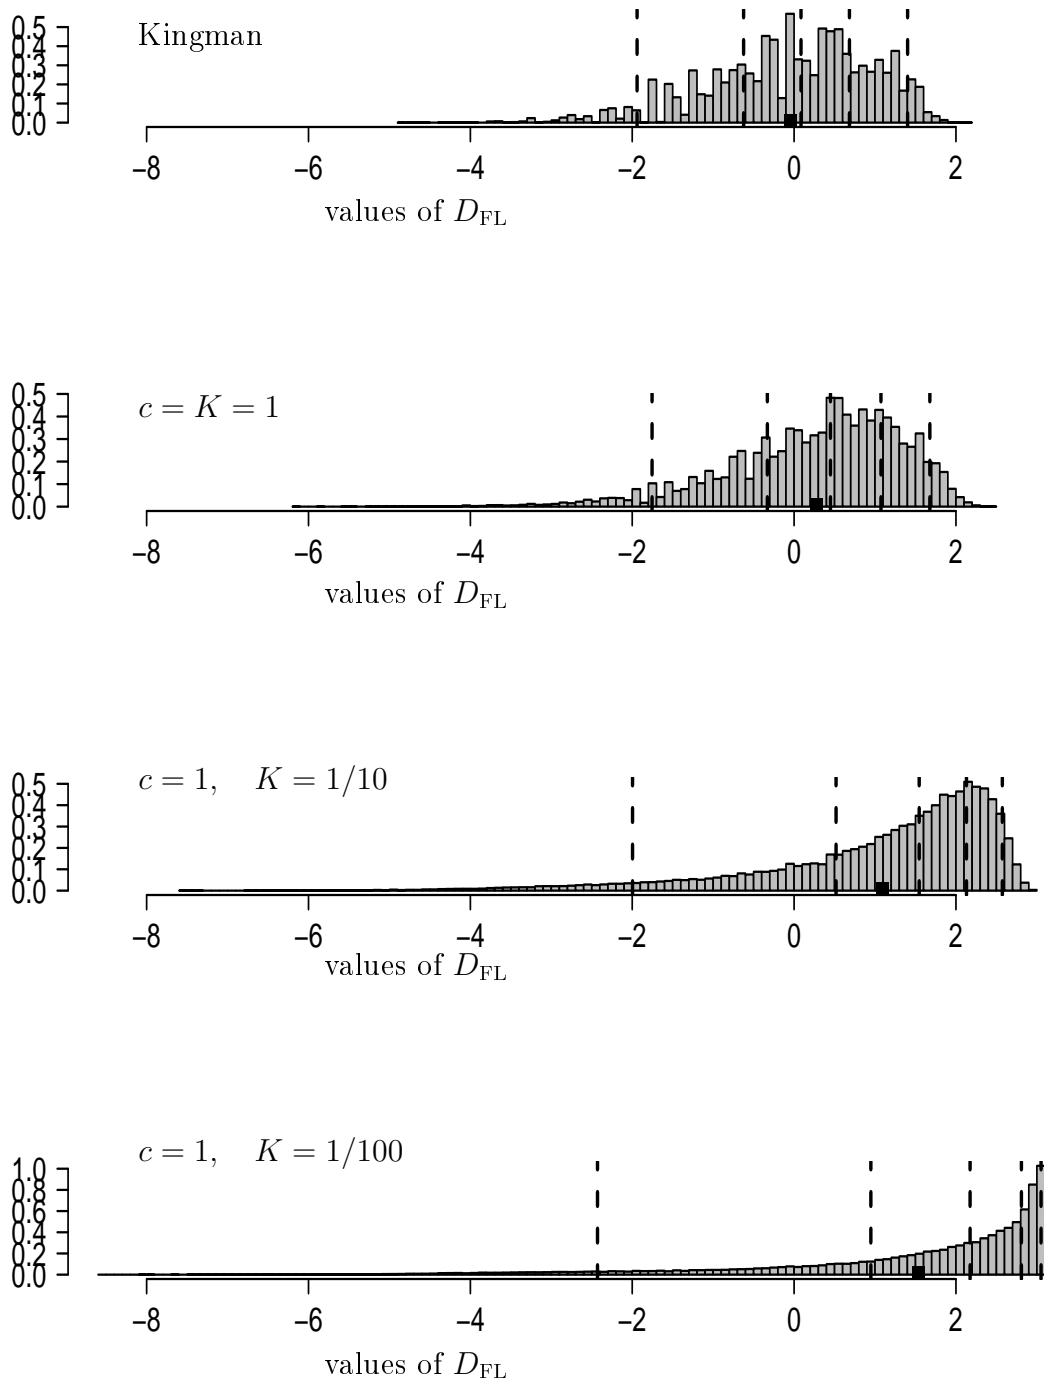 Kingman
0.5
0.4
0.3
0.2
0.1
0.0
−8 −6 −4 −2 0 2
values of D_FL
c = K = 1
0.5
0.4
0.3
0.2
0.1
0.0
−8 −6 −4 −2 0 2
values of D_FL
c = 1, K = 1/10
0.5
0.4
0.3
0.2
0.1
0.0
−8 −6 −4 −2 0 2
values of D_FL
c = 1, K = 1/100
1.0
0.8
0.6
0.4
0.2
0.0
−8 −6 −4 −2 0 2
values of D_FL